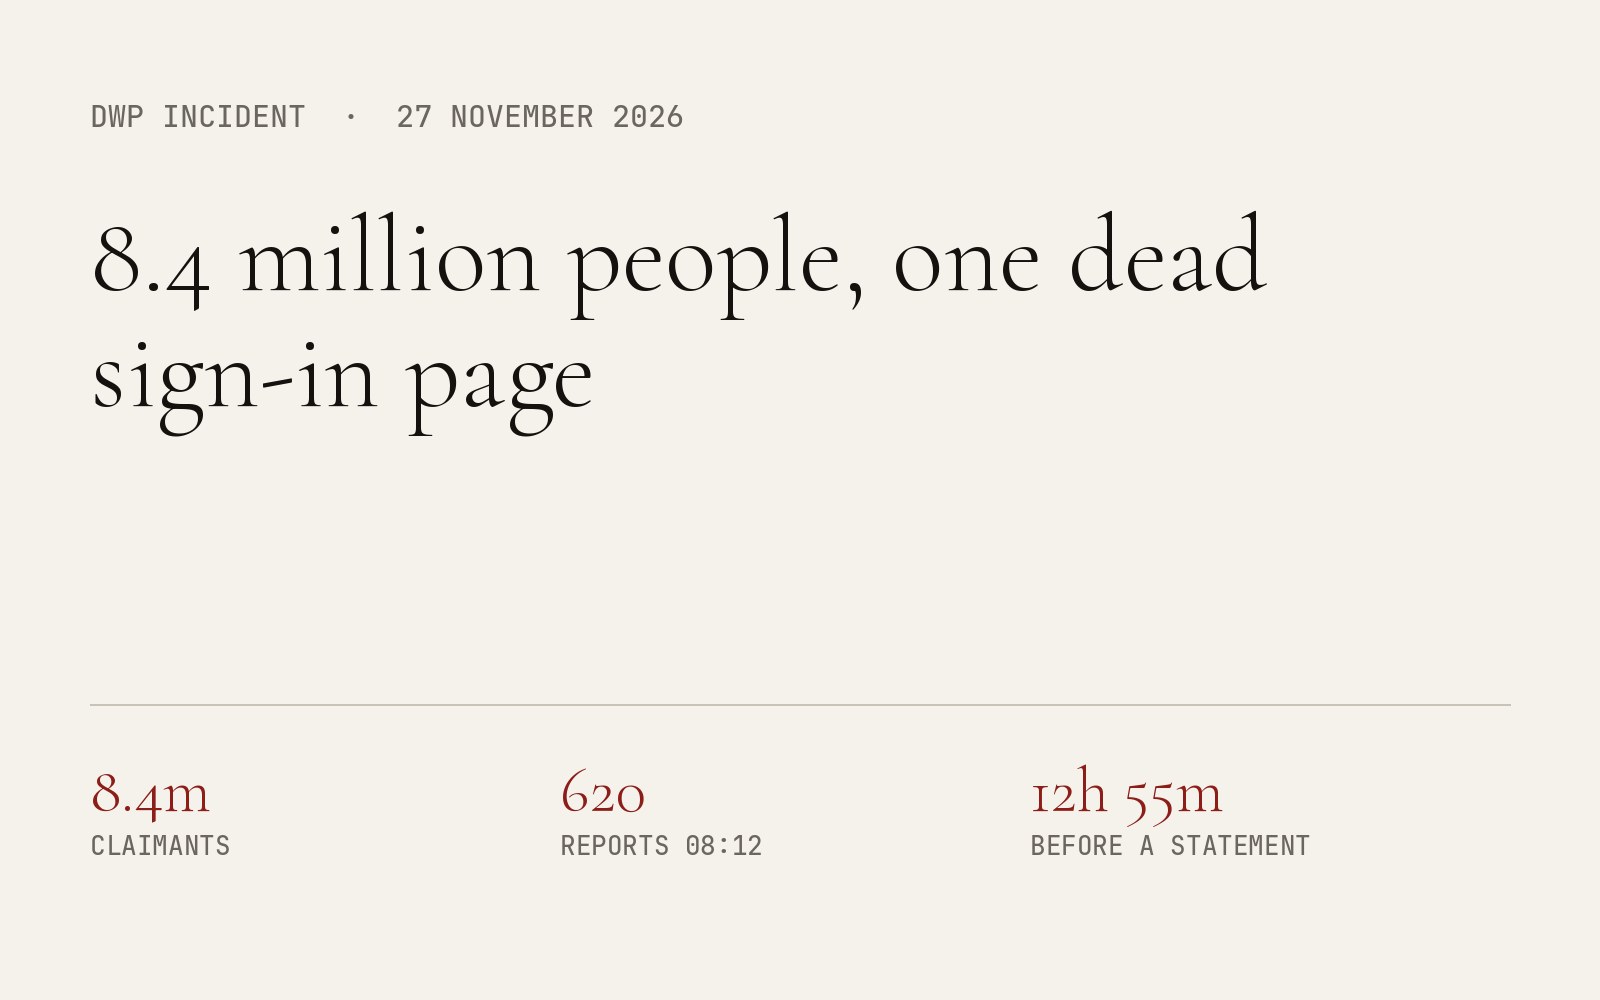 DWP INCIDENT · 27 NOVEMBER 2026
8.4 million people, one dead
sign-in page
8.4m
CLAIMANTS
620
REPORTS 08:12
12h 55m
BEFORE A STATEMENT